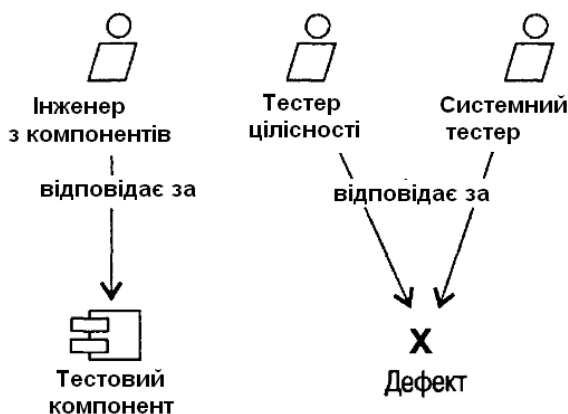 Інженер
з компонентів
Тестер
цілісності
Системний
тестер
відповідає за
відповідає за
Тестовий
компонент
X
Дефект